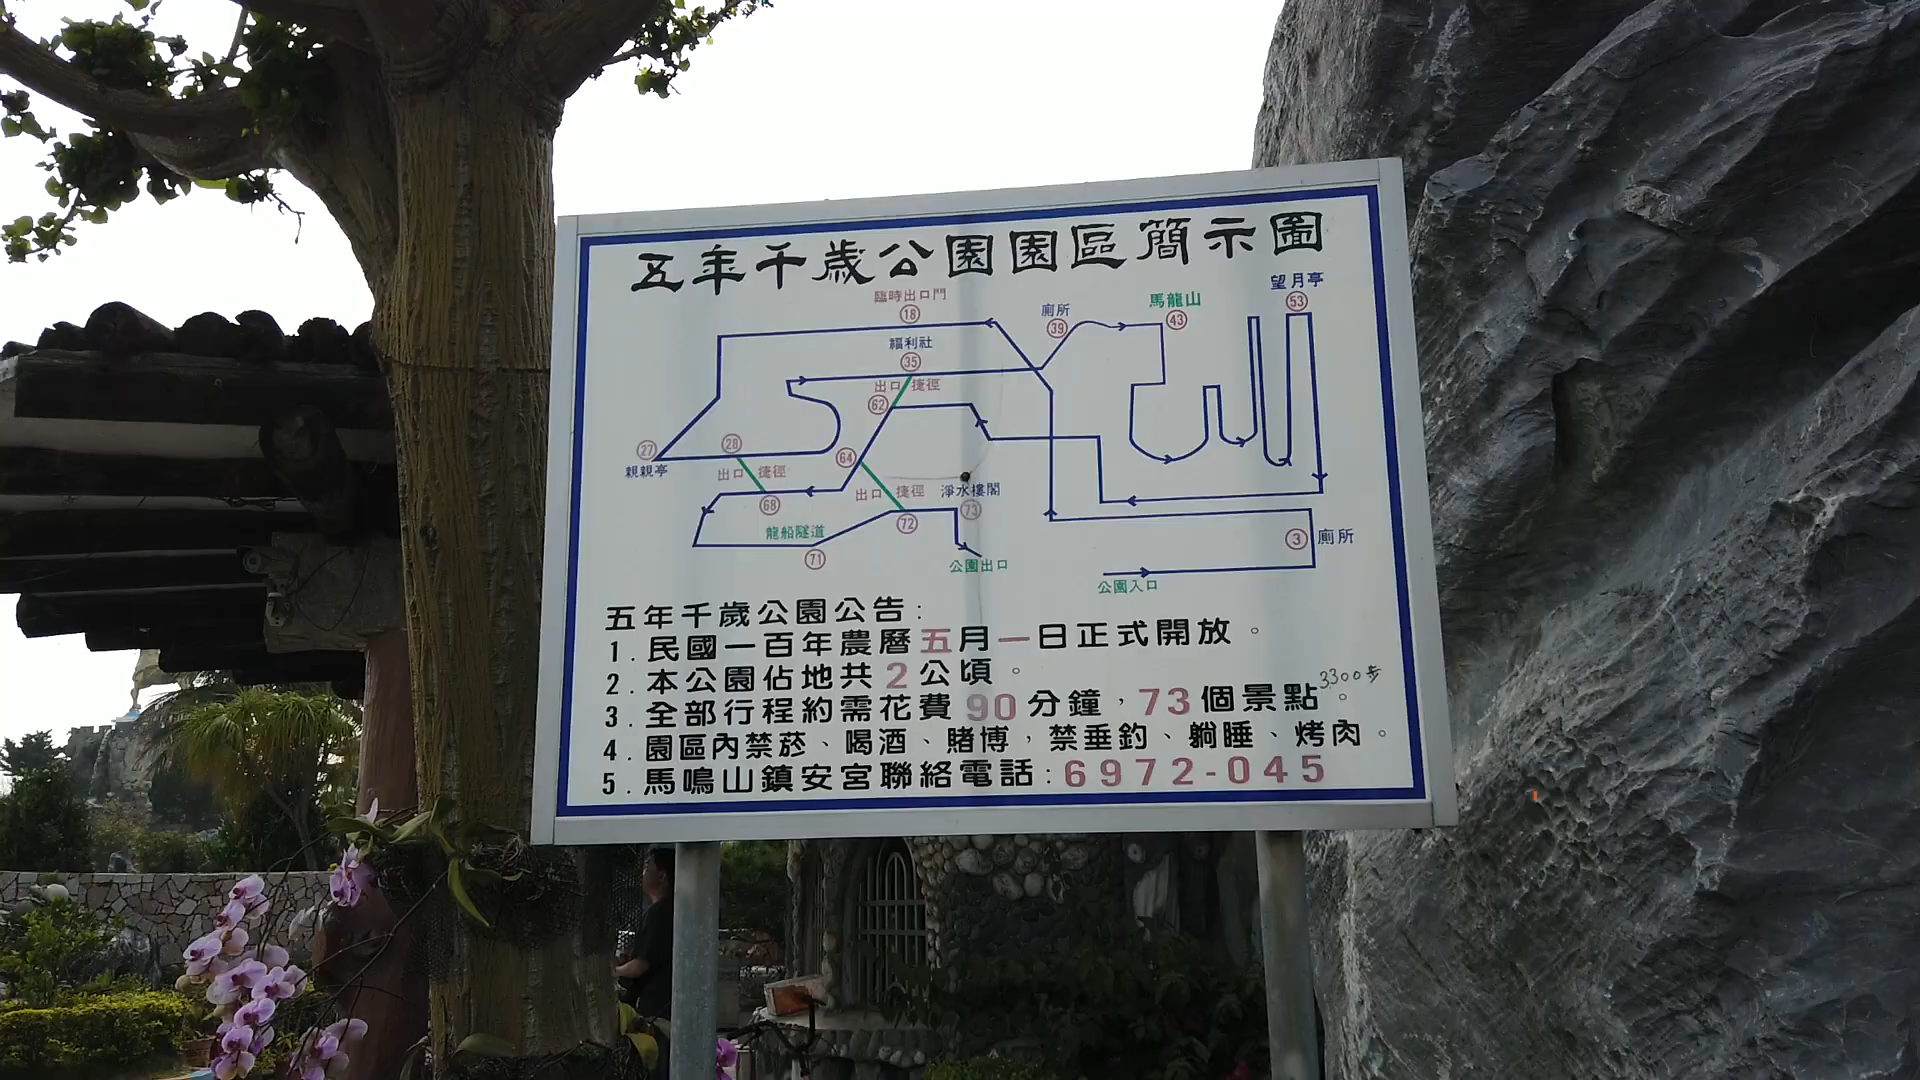 五年千歲公園園區簡示圖
望月亭
53
臨時出口門
18
廁所
39
馬龍山
43
福利社
35
出口 捷徑
62
27
親親亭
28
出口 捷徑
68
64
出口 捷徑
72
淨水樓閣
73
龍船隧道
71
公園出口
3 廁所
公園入口
五年千歲公園公告:
1.民國一百年農曆五月一日正式開放。
2.本公園佔地共2公頃。
3.全部行程約需花費90分鐘,73個景點。
3300步
4.園區內禁菸、喝酒、賭博,禁垂釣、躺睡、烤肉。
5.馬鳴山鎮安宮聯絡電話:6972-045